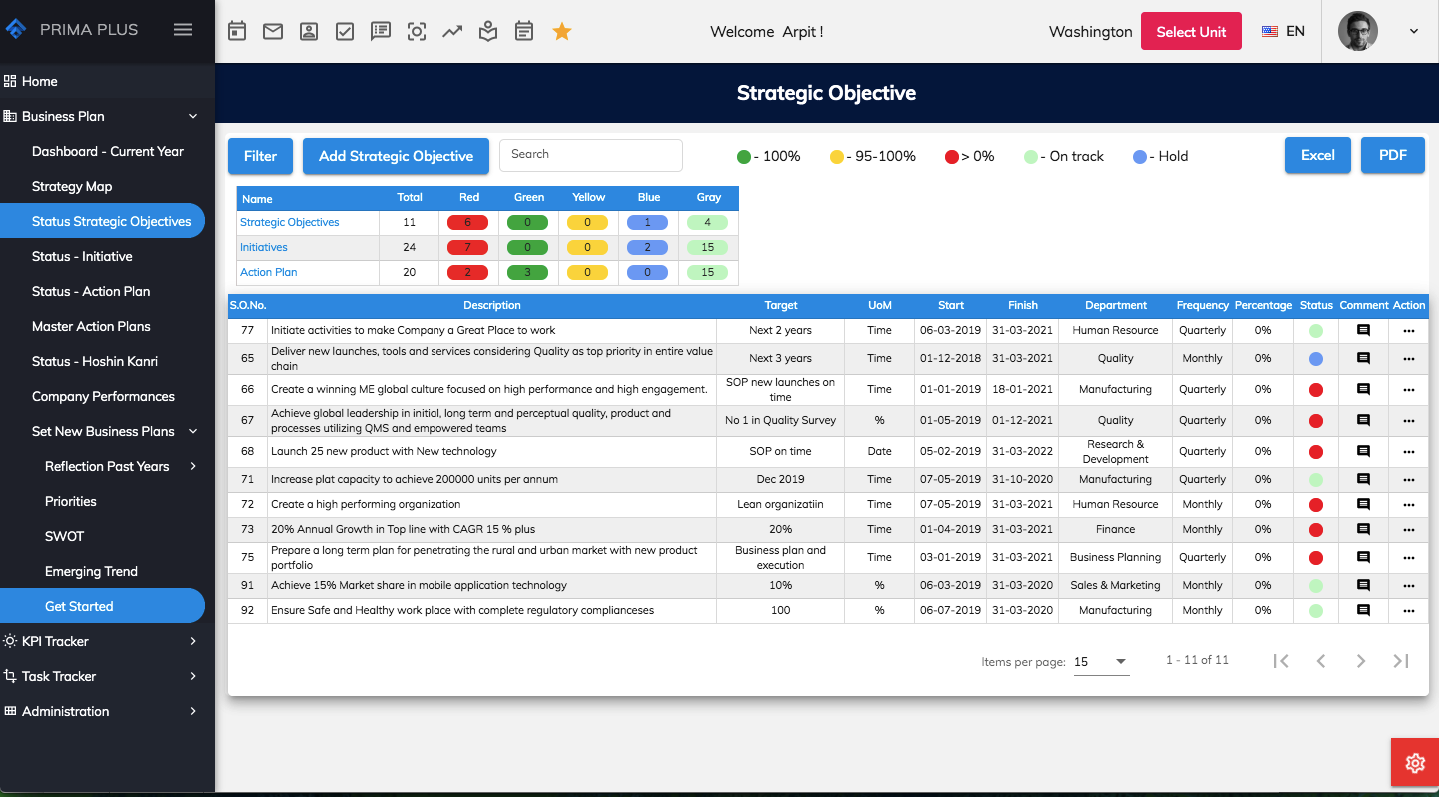 PRIMA PLUS
Welcome Arpit !
Washington
Select Unit
EN
Home
Business Plan
Dashboard - Current Year
Strategy Map
Status Strategic Objectives
Status - Initiative
Status - Action Plan
Master Action Plans
Status - Hoshin Kanri
Company Performances
Set New Business Plans
Reflection Past Years
Priorities
SWOT
Emerging Trend
Get Started
KPI Tracker
Task Tracker
Administration
Strategic Objective
Filter
Add Strategic Objective
Search
- 100%
- 95-100%
> 0%
- On track
- Hold
Excel
PDF
Name Total Red Green Yellow Blue Gray
Strategic Objectives 11 6 0 0 1 4
Initiatives 24 7 0 0 2 15
Action Plan 20 2 3 0 0 15
S.O.No. Description Target UoM Start Finish Department Frequency Percentage Status Comment Action
77 Initiate activities to make Company a Great Place to work Next 2 years Time 06-03-2019 31-03-2021 Human Resource Quarterly 0%
65 Deliver new launches, tools and services considering Quality as top priority in entire value
chain Next 3 years Time 01-12-2018 31-03-2021 Quality Monthly 0%
66 Create a winning ME global culture focused on high performance and high engagement. SOP new launches on
time Time 01-01-2019 18-01-2021 Manufacturing Quarterly 0%
67 Achieve global leadership in initial, long term and perceptual quality, product and
processes utilizing QMS and empowered teams No 1 in Quality Survey % 01-05-2019 01-12-2021 Quality Quarterly 0%
68 Launch 25 new product with New technology SOP on time Date 05-02-2019 31-03-2022 Research &
Development Quarterly 0%
71 Increase plat capacity to achieve 200000 units per annum Dec 2019 Time 07-05-2019 31-10-2020 Manufacturing Quarterly 0%
72 Create a high performing organization Lean organizatiin Time 07-05-2019 31-03-2021 Human Resource Monthly 0%
73 20% Annual Growth in Top line with CAGR 15 % plus 20% Time 01-04-2019 31-03-2021 Finance Monthly 0%
75 Prepare a long term plan for penetrating the rural and urban market with new product
portfolio Business plan and
execution Time 03-01-2019 31-03-2021 Business Planning Quarterly 0%
91 Achieve 15% Market share in mobile application technology 10% % 06-03-2019 31-03-2020 Sales & Marketing Monthly 0%
92 Ensure Safe and Healthy work place with complete regulatory complianceses 100 % 06-07-2019 31-03-2020 Manufacturing Monthly 0%
Items per page: 15 1 - 11 of 11